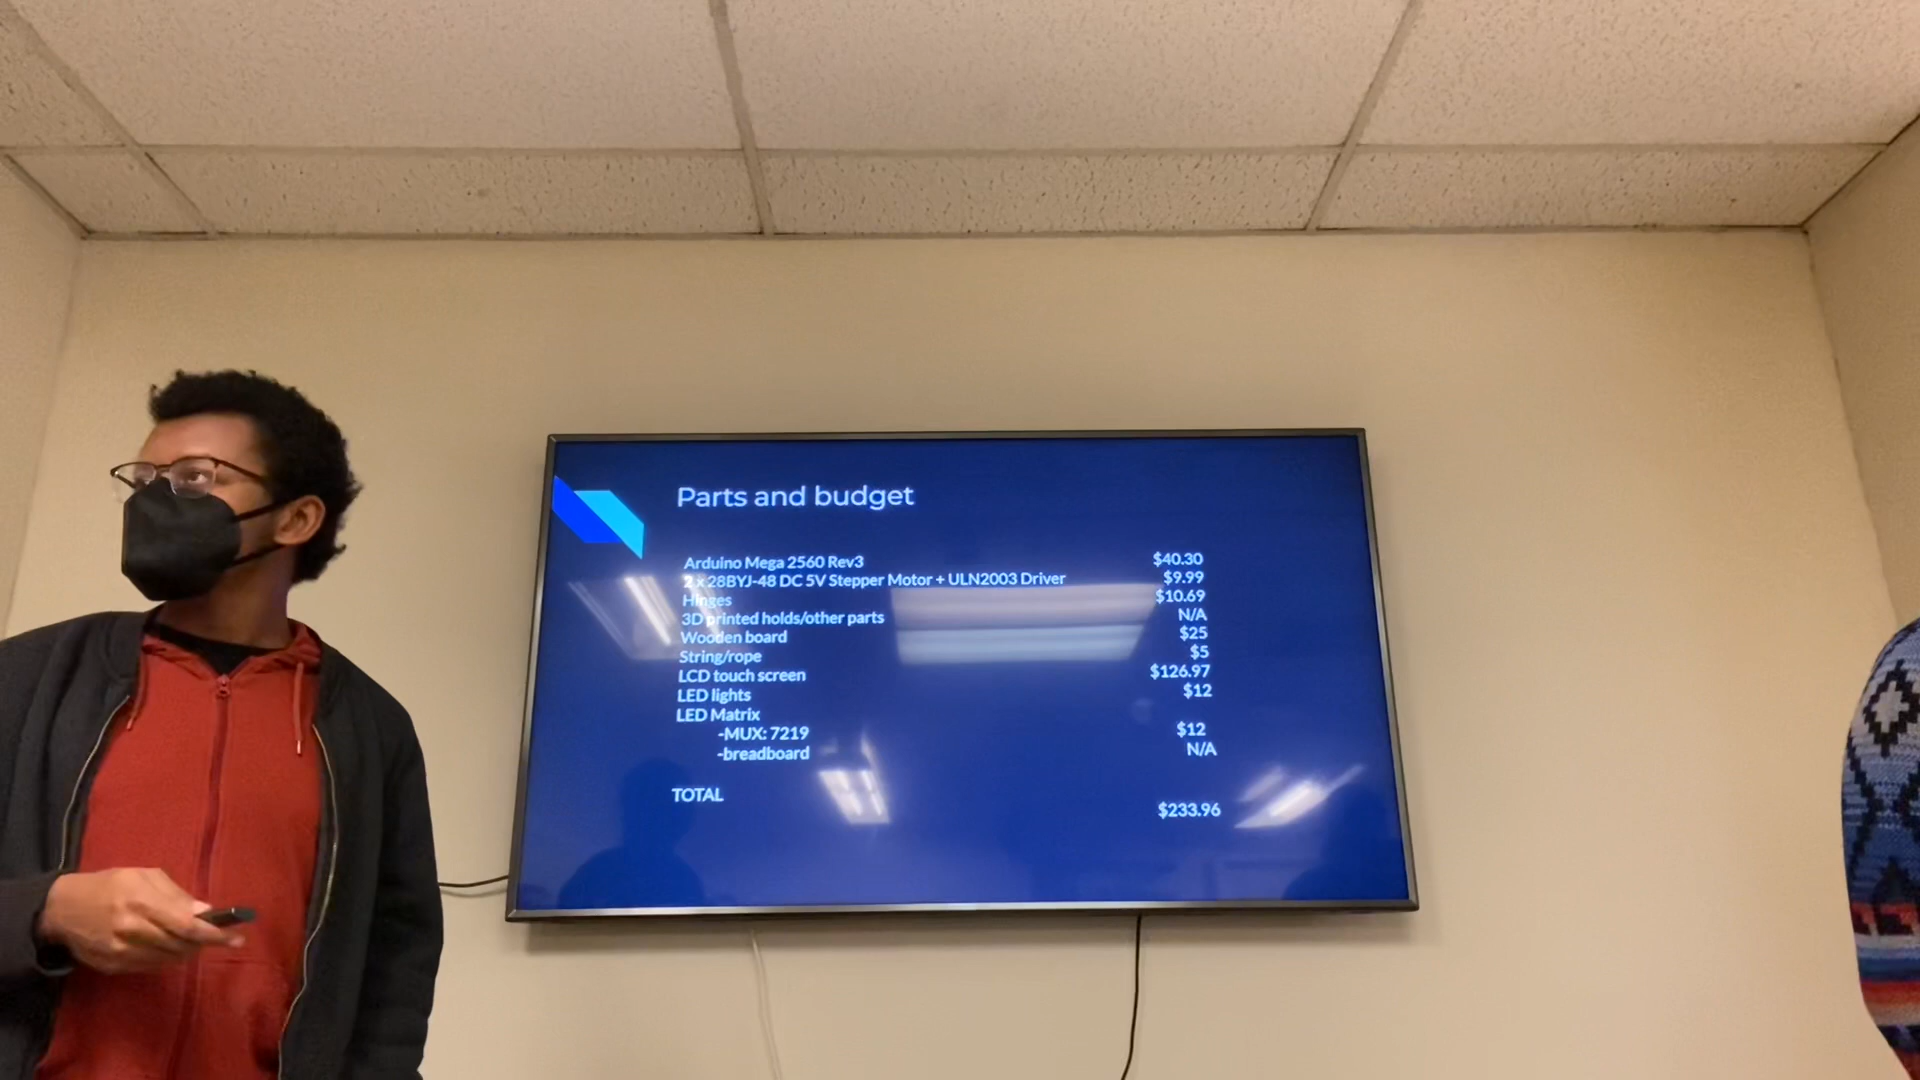 Parts and budget
Arduino Mega 2560 Rev3 $40.30
2 x 28BYJ-48 DC 5V Stepper Motor + ULN2003 Driver $9.99
Hinges $10.69
3D printed holds/other parts N/A
Wooden board $25
String/rope $5
LCD touch screen $126.97
LED lights $12
LED Matrix
-MUX: 7219 $12
-breadboard N/A
TOTAL
$233.96